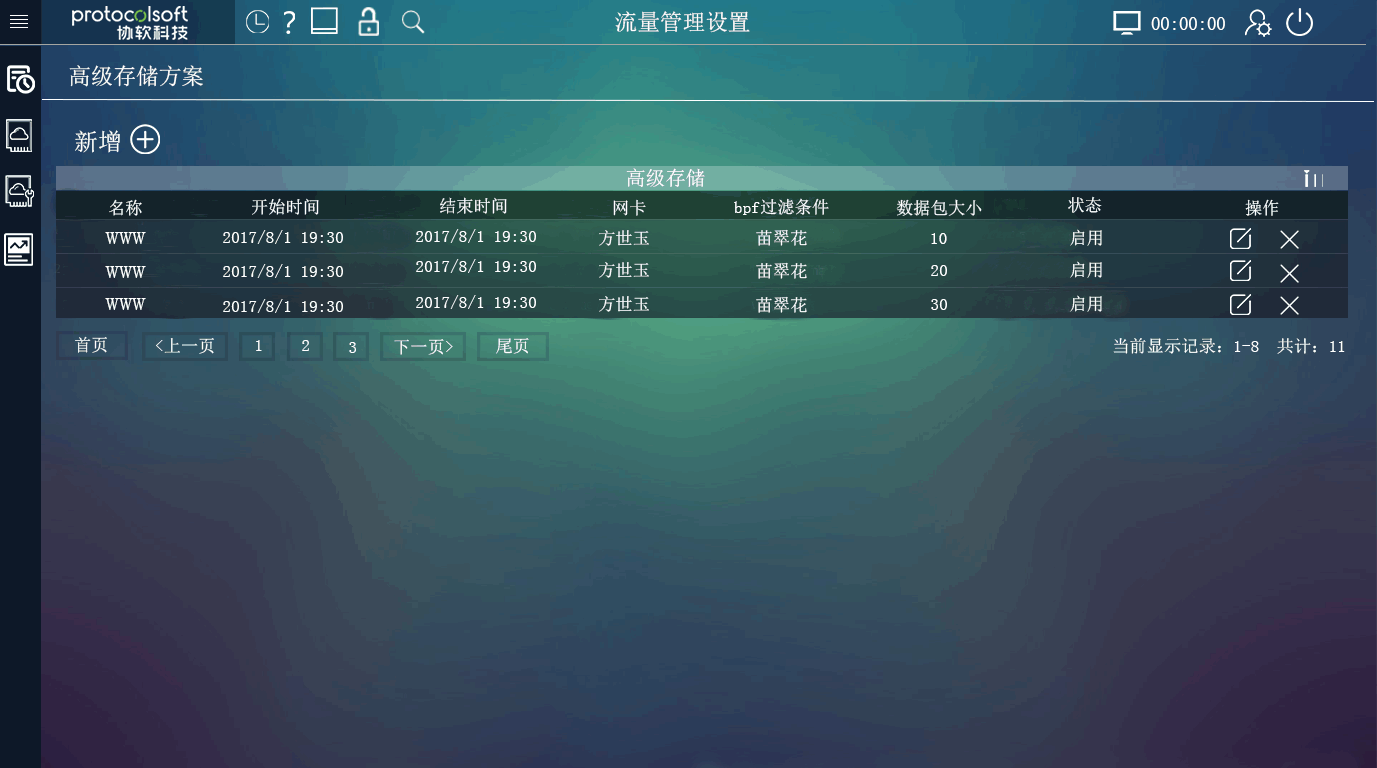 protocolsoft
协软科技
? 流量管理设置 00:00:00
高级存储方案
新增
高级存储
名称 开始时间 结束时间 网卡 bpf过滤条件 数据包大小 状态 操作
WWW 2017/8/1 19:30 2017/8/1 19:30 方世玉 苗翠花 10 启用
WWW 2017/8/1 19:30 2017/8/1 19:30 方世玉 苗翠花 20 启用
WWW 2017/8/1 19:30 2017/8/1 19:30 方世玉 苗翠花 30 启用
首页 <上一页 1 2 3 下一页> 尾页 当前显示记录: 1-8 共计: 11